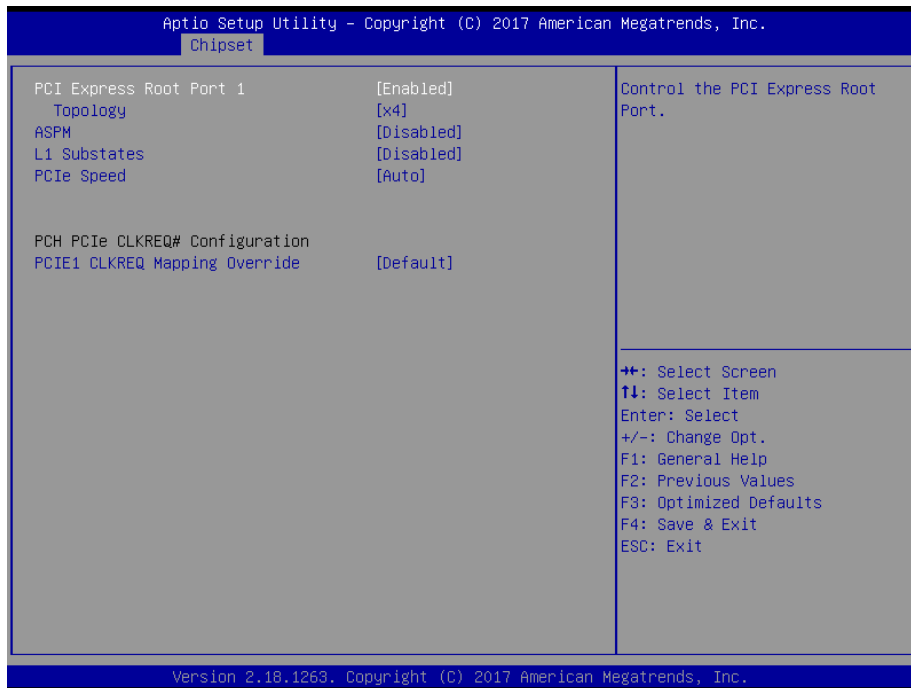 Aptio Setup Utility – Copyright (C) 2017 American Megatrends, Inc.
Chipset
PCI Express Root Port 1 [Enabled]
Topology [x4]
ASPM [Disabled]
L1 Substates [Disabled]
PCIe Speed [Auto]
PCH PCIe CLKREQ# Configuration
PCIE1 CLKREQ Mapping Override [Default]
Control the PCI Express Root
Port.
→←: Select Screen
↑↓: Select Item
Enter: Select
+/-: Change Opt.
F1: General Help
F2: Previous Values
F3: Optimized Defaults
F4: Save & Exit
ESC: Exit
Version 2.18.1263. Copyright (C) 2017 American Megatrends, Inc.